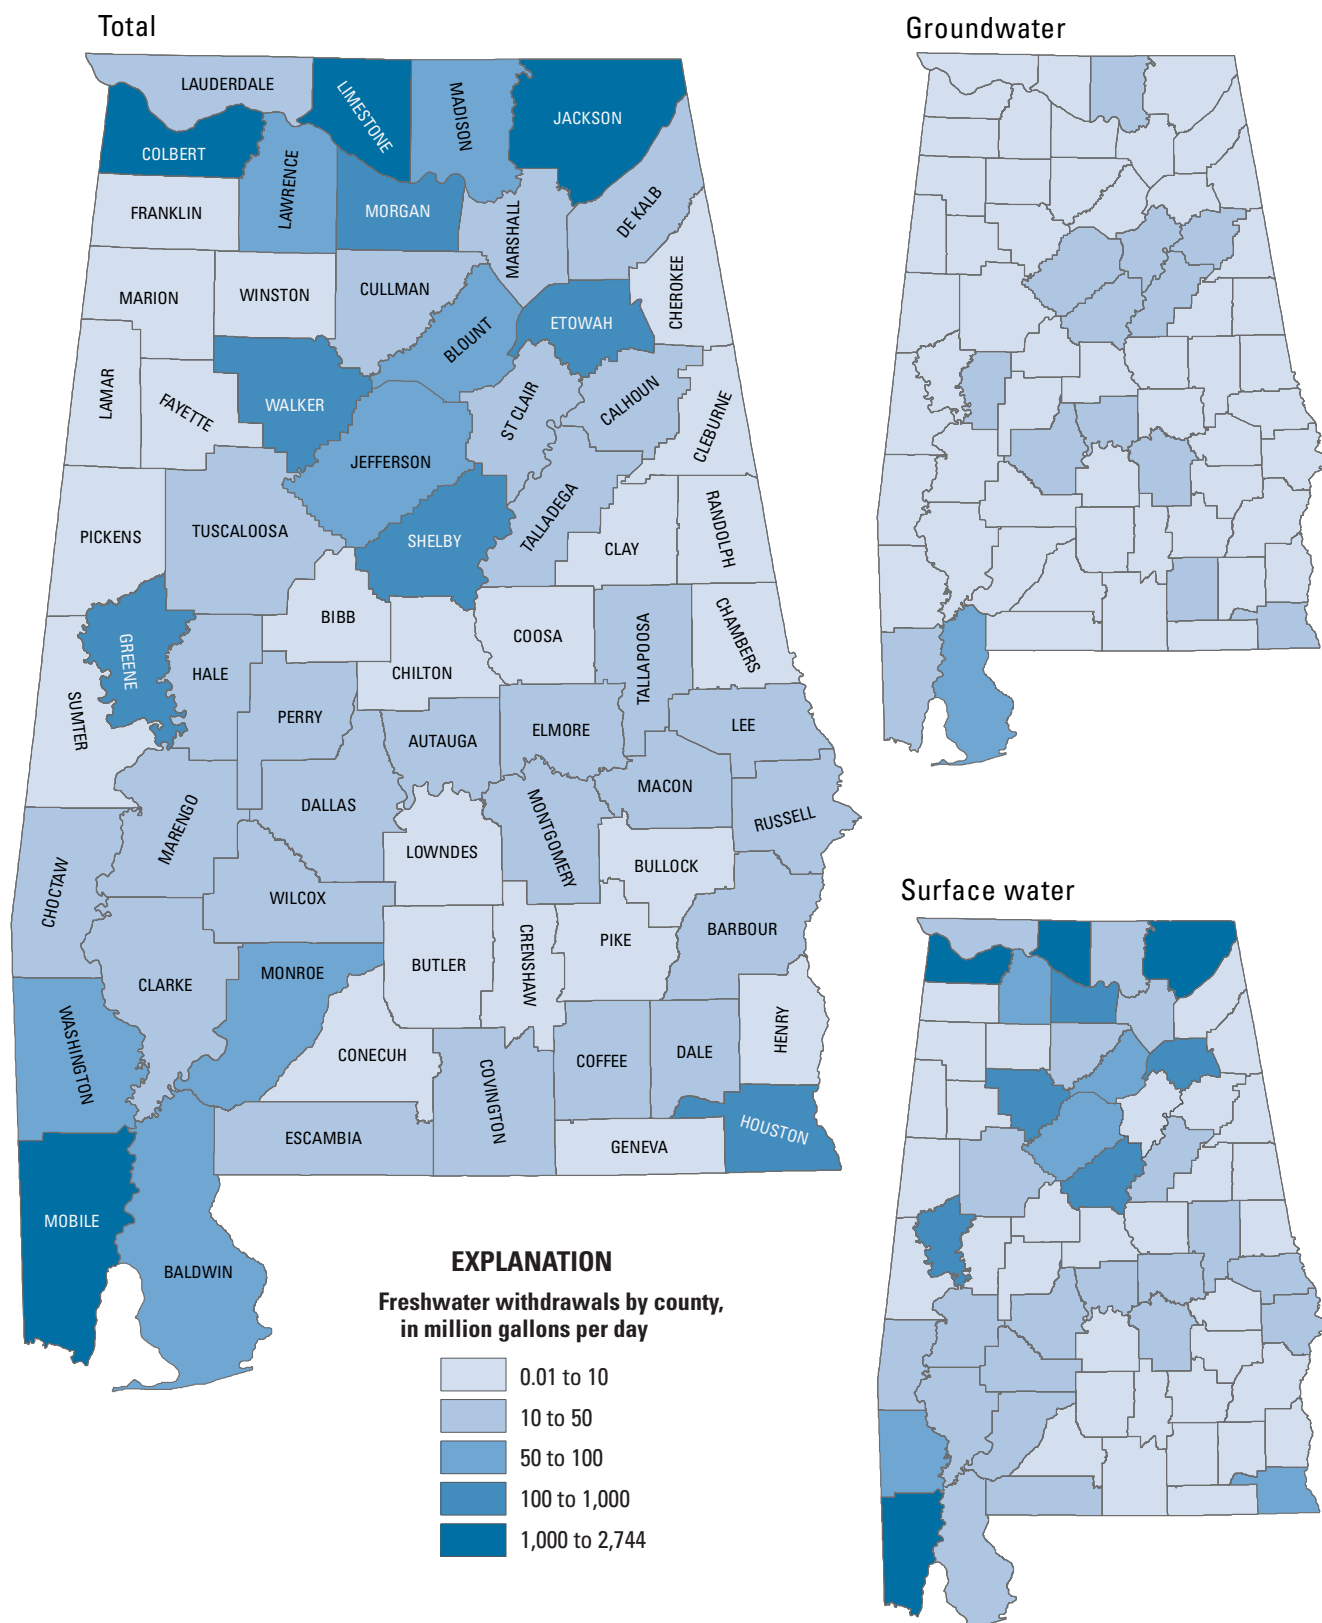 Total
Groundwater
LAUDERDALE
LIMESTONE
MADISON
JACKSON
COLBERT
LAWRENCE
FRANKLIN
MORGAN
MARSHALL
DE KALB
CHEROKEE
MARION
WINSTON
CULLMAN
BLOUNT
ETOWAH
LAMAR
FAYETTE
WALKER
ST CLAIR
CALHOUN
CLEBURNE
JEFFERSON
TALLADEGA
RANDOLPH
PICKENS
TUSCALOOSA
SHELBY
CLAY
BIBB
COOSA
CHAMBERS
GREENE
HALE
CHILTON
TALLAPOOSA
SUMTER
PERRY
AUTAUGA
ELMORE
LEE
MACON
MARENGO
DALLAS
MONTGOMERY
RUSSELL
LOWNDES
BULLOCK
Surface water
CHOCTAW
WILCOX
BARBOUR
PIKE
CRENSHAW
BUTLER
MONROE
CLARKE
HENRY
WASHINGTON
CONECUH
COVINGTON
COFFEE
DALE
HOUSTON
ESCAMBIA
GENEVA
MOBILE
BALDWIN
EXPLANATION
Freshwater withdrawals by county,
in million gallons per day
0.01 to 10
10 to 50
50 to 100
100 to 1,000
1,000 to 2,744